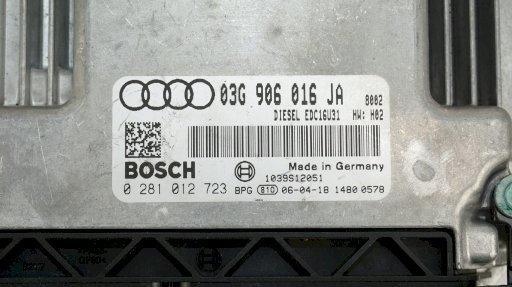 03G 906 016 JA 8002
DIESEL EDC16U31 HW: H02
BOSCH Made in Germany
1039S12051
0 281 012 723 BPG 810 06-04-18 1480 0578